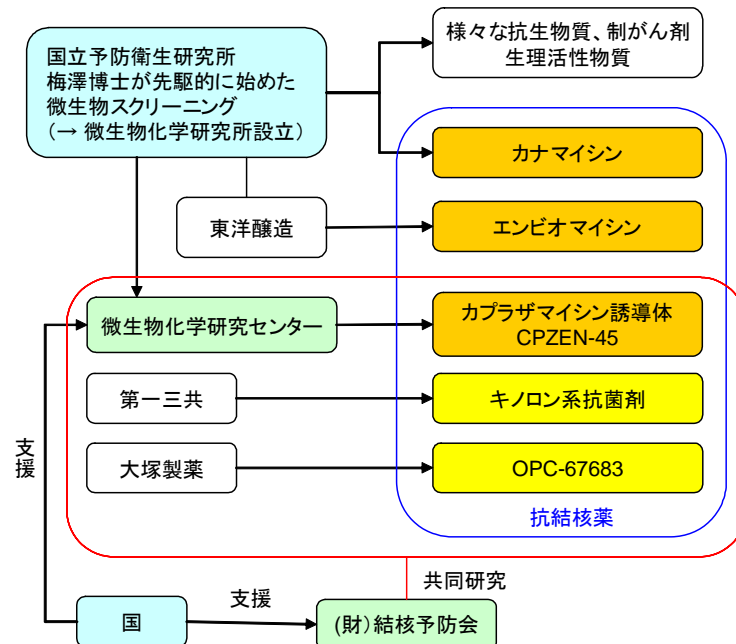 国立予防衛生研究所
梅澤博士が先駆的に始めた
微生物スクリーニング
(→ 微生物化学研究所設立)
様々な抗生物質、制がん剤
生理活性物質
カナマイシン
東洋醸造
エンビオマイシン
微生物化学研究センター
カプラザマイシン誘導体
CPZEN-45
第一三共
キノロン系抗菌剤
大塚製薬
OPC-67683
抗結核薬
支援
共同研究
国
支援
(財)結核予防会